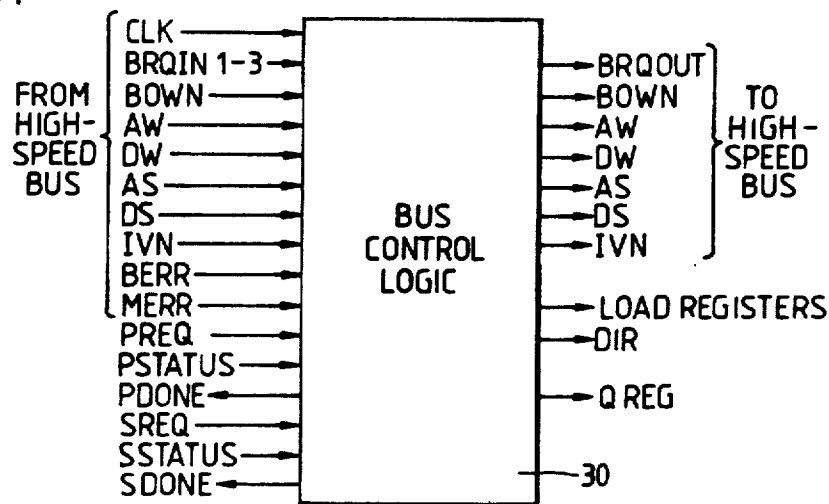 CLK
BRQIN 1-3
BOWN
AW
DW
AS
DS
IVN
BERR
MERR
PREQ
PSTATUS
PDONE
SREQ
SSTATUS
SDONE
FROM
HIGH-
SPEED
BUS
BUS
CONTROL
LOGIC
BRQOUT
BOWN
AW
DW
AS
DS
IVN
TO
HIGH-
SPEED
BUS
LOAD REGISTERS
DIR
Q REG
30